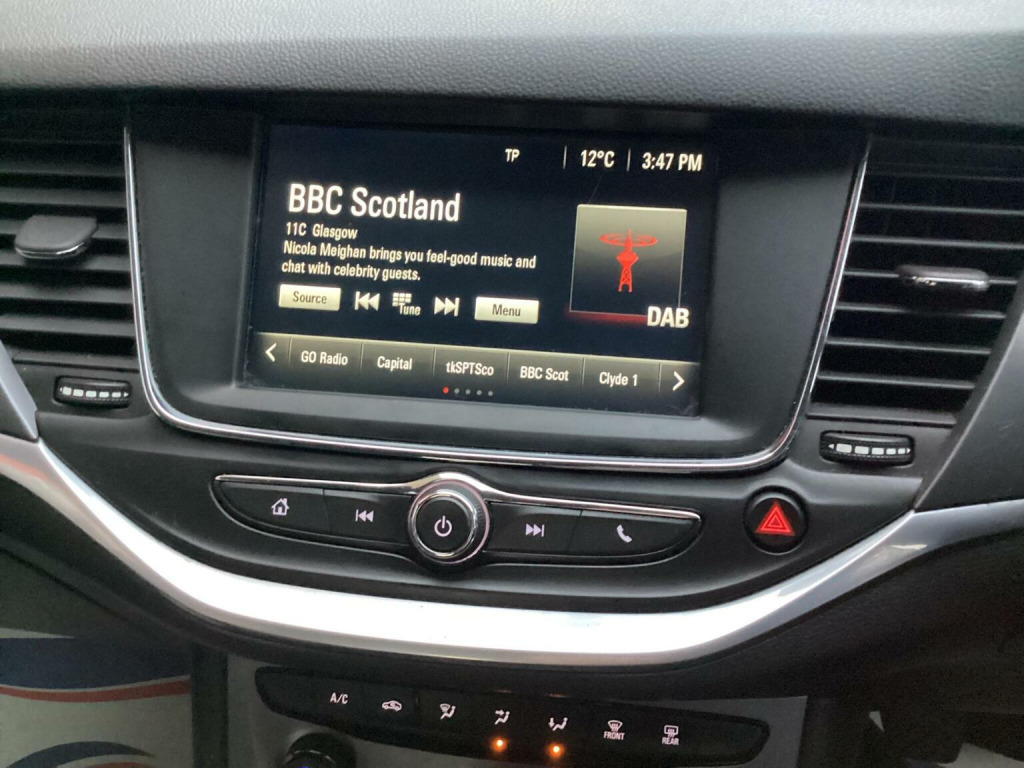 TP 12°C 3:47 PM
BBC Scotland
11C Glasgow
Nicola Meighan brings you feel-good music and
chat with celebrity guests.
Source Tune Menu
DAB
GO Radio Capital tkSPTSco BBC Scot Clyde 1
A/C FRONT REAR